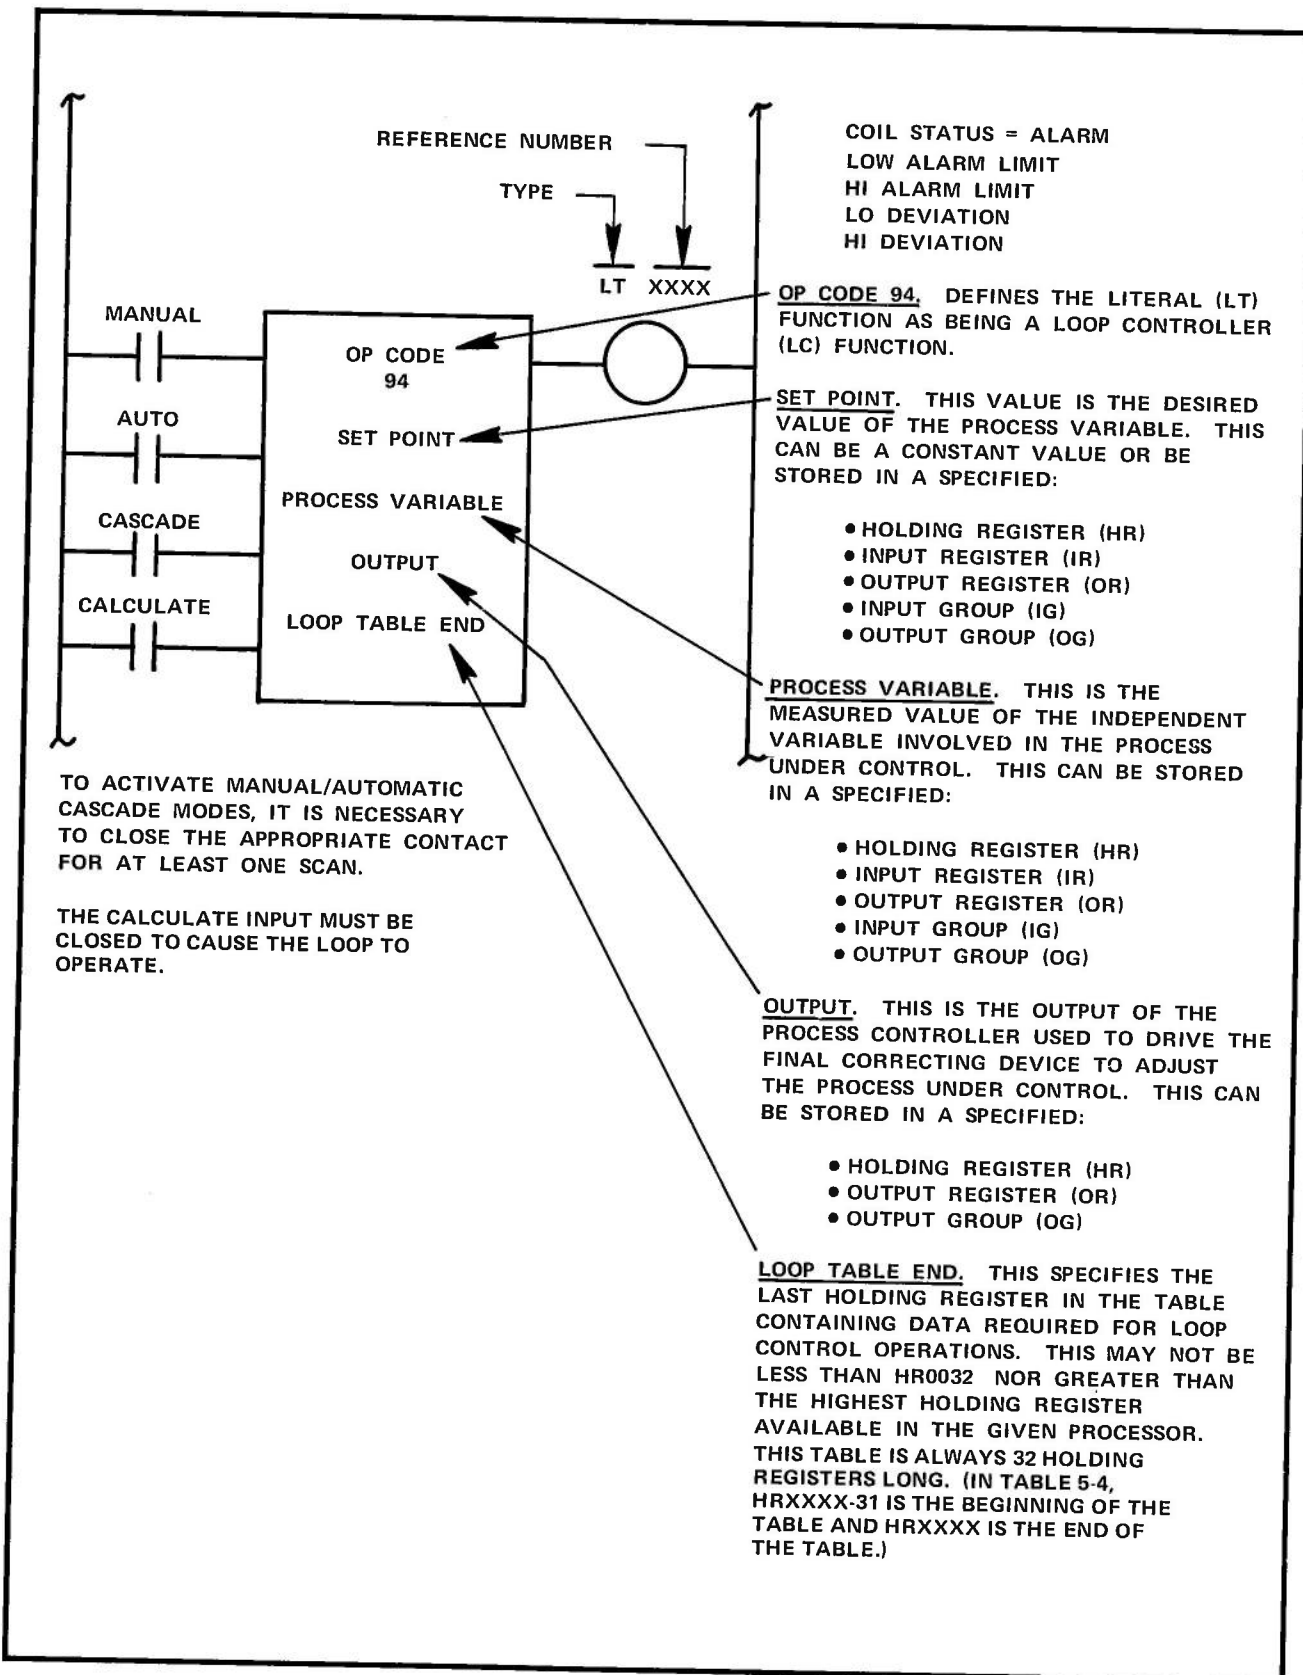 REFERENCE NUMBER
TYPE
LT XXXX
MANUAL
AUTO
CASCADE
CALCULATE
OP CODE
94
SET POINT
PROCESS VARIABLE
OUTPUT
LOOP TABLE END
TO ACTIVATE MANUAL/AUTOMATIC
CASCADE MODES, IT IS NECESSARY
TO CLOSE THE APPROPRIATE CONTACT
FOR AT LEAST ONE SCAN.
THE CALCULATE INPUT MUST BE
CLOSED TO CAUSE THE LOOP TO
OPERATE.
COIL STATUS = ALARM
LOW ALARM LIMIT
HI ALARM LIMIT
LO DEVIATION
HI DEVIATION
OP CODE 94. DEFINES THE LITERAL (LT)
FUNCTION AS BEING A LOOP CONTROLLER
(LC) FUNCTION.
SET POINT. THIS VALUE IS THE DESIRED
VALUE OF THE PROCESS VARIABLE. THIS
CAN BE A CONSTANT VALUE OR BE
STORED IN A SPECIFIED:
• HOLDING REGISTER (HR)
• INPUT REGISTER (IR)
• OUTPUT REGISTER (OR)
• INPUT GROUP (IG)
• OUTPUT GROUP (OG)
PROCESS VARIABLE. THIS IS THE
MEASURED VALUE OF THE INDEPENDENT
VARIABLE INVOLVED IN THE PROCESS
UNDER CONTROL. THIS CAN BE STORED
IN A SPECIFIED:
• HOLDING REGISTER (HR)
• INPUT REGISTER (IR)
• OUTPUT REGISTER (OR)
• INPUT GROUP (IG)
• OUTPUT GROUP (OG)
OUTPUT. THIS IS THE OUTPUT OF THE
PROCESS CONTROLLER USED TO DRIVE THE
FINAL CORRECTING DEVICE TO ADJUST
THE PROCESS UNDER CONTROL. THIS CAN
BE STORED IN A SPECIFIED:
• HOLDING REGISTER (HR)
• OUTPUT REGISTER (OR)
• OUTPUT GROUP (OG)
LOOP TABLE END. THIS SPECIFIES THE
LAST HOLDING REGISTER IN THE TABLE
CONTAINING DATA REQUIRED FOR LOOP
CONTROL OPERATIONS. THIS MAY NOT BE
LESS THAN HR0032 NOR GREATER THAN
THE HIGHEST HOLDING REGISTER
AVAILABLE IN THE GIVEN PROCESSOR.
THIS TABLE IS ALWAYS 32 HOLDING
REGISTERS LONG. (IN TABLE 5-4,
HRXXXX-31 IS THE BEGINNING OF THE
TABLE AND HRXXXX IS THE END OF
THE TABLE.)